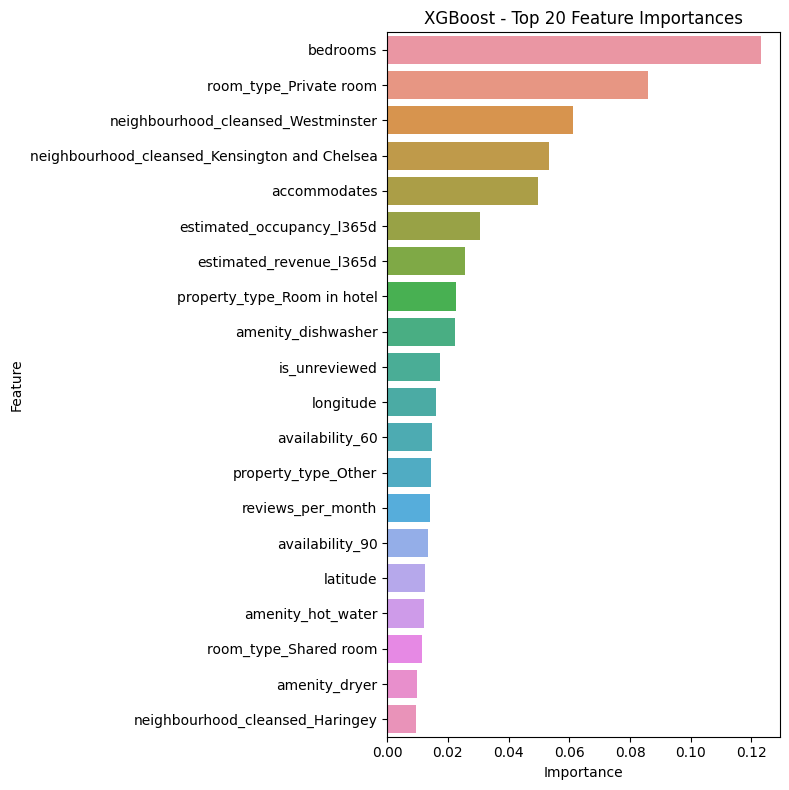 XGBoost - Top 20 Feature Importances
Feature
bedrooms
room_type_Private room
neighbourhood_cleansed_Westminster
neighbourhood_cleansed_Kensington and Chelsea
accommodates
estimated_occupancy_l365d
estimated_revenue_l365d
property_type_Room in hotel
amenity_dishwasher
is_unreviewed
longitude
availability_60
property_type_Other
reviews_per_month
availability_90
latitude
amenity_hot_water
room_type_Shared room
amenity_dryer
neighbourhood_cleansed_Haringey
0.00 0.02 0.04 0.06 0.08 0.10 0.12
Importance